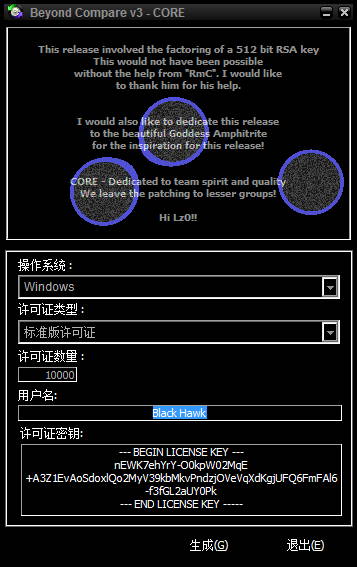 Beyond Compare v3 - CORE
This release involved the factoring of a 512 bit RSA key
This would not have been possible
without the help from "RmC". I would like
to thank him for his help.
I would also like to dedicate this release
to the beautiful Goddess Amphitrite
for the inspiration for this release!
CORE - Dedicated to team spirit and quality
We leave the patching to lesser groups!
Hi Lz0!!
操作系统 :
Windows
许可证类型 :
标准版许可证
许可证数量 :
10000
用户名:
Black Hawk
许可证密钥:
--- BEGIN LICENSE KEY ---
nEWK7ehYrY-O0kpW02MqE
+A3Z1EvAoSdoxlQo2MyV39kbMkvPndzjOVeVqXdKgjUFQ6FmFAl6
-f3fGL2aUY0Pk
--- END LICENSE KEY -----
生成(G)
退出(E)